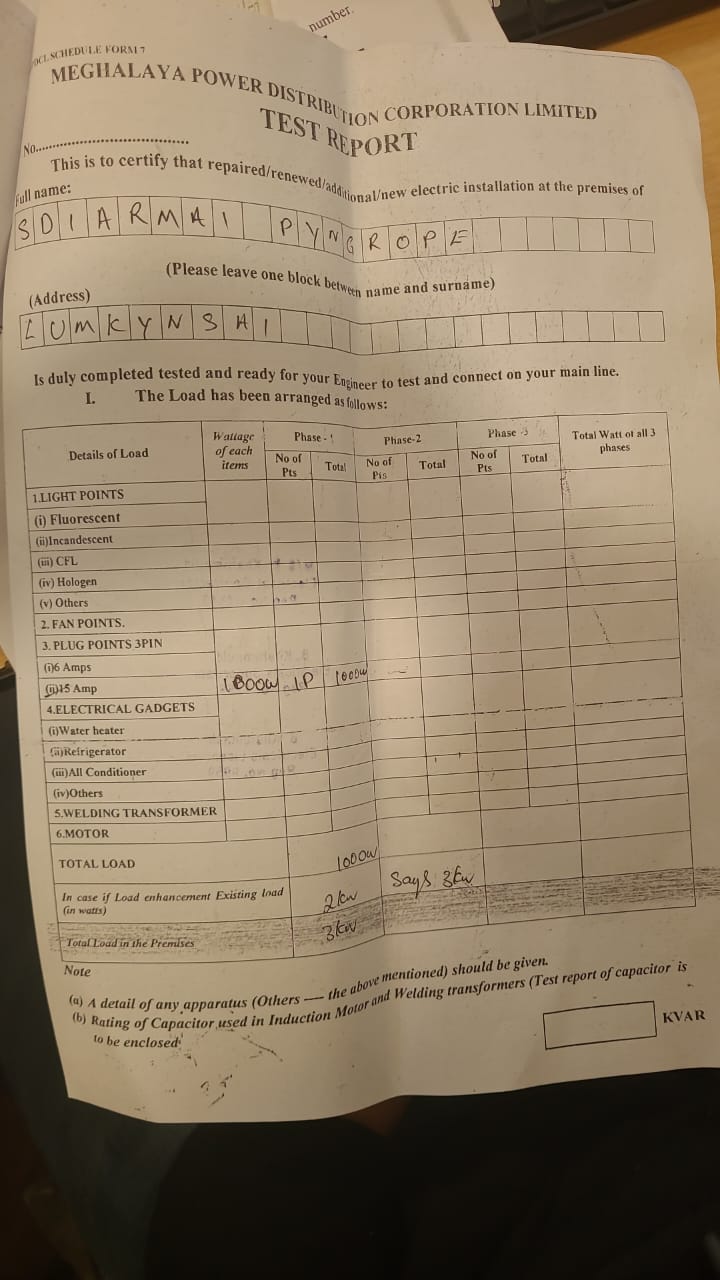 number.
SCHEDULE FORM 7
MEGHALAYA POWER DISTRIBUTION CORPORATION LIMITED
TEST REPORT
No.......................................
This is to certify that repaired/renewed/additional/new electric installation at the premises of
Full name:
SDIARMAI PYNGROPE
(Please leave one block between name and surname)
(Address)
LUMKYNSAI
Is duly completed tested and ready for your Engineer to test and connect on your main line.
I. The Load has been arranged as follows:
Details of Load Wattage of each items Phase - 1 Phase-2 Phase -3 Total Watt of all 3 phases
No of Pts Total No of Pts Total No of Pts Total
1.LIGHT POINTS
(i) Fluorescent
(ii)Incandescent
(iii) CFL
(iv) Hologen
(v) Others
2. FAN POINTS.
3. PLUG POINTS 3PIN
(i)6 Amps
(ii)15 Amp 1000W 1P 1000W
4.ELECTRICAL GADGETS
(i)Water heater
(ii)Refrigerator
(iii)All Conditioner
(iv)Others
5.WELDING TRANSFORMER
6.MOTOR
TOTAL LOAD 1000W
In case if Load enhancement Existing load (in watts) 2kw Says 3kw
Total Load in the Premises 3kw
Note
(a) A detail of any apparatus (Others — the above mentioned) should be given.
(b) Rating of Capacitor used in Induction Motor and Welding transformers (Test report of capacitor is
to be enclosed
KVAR